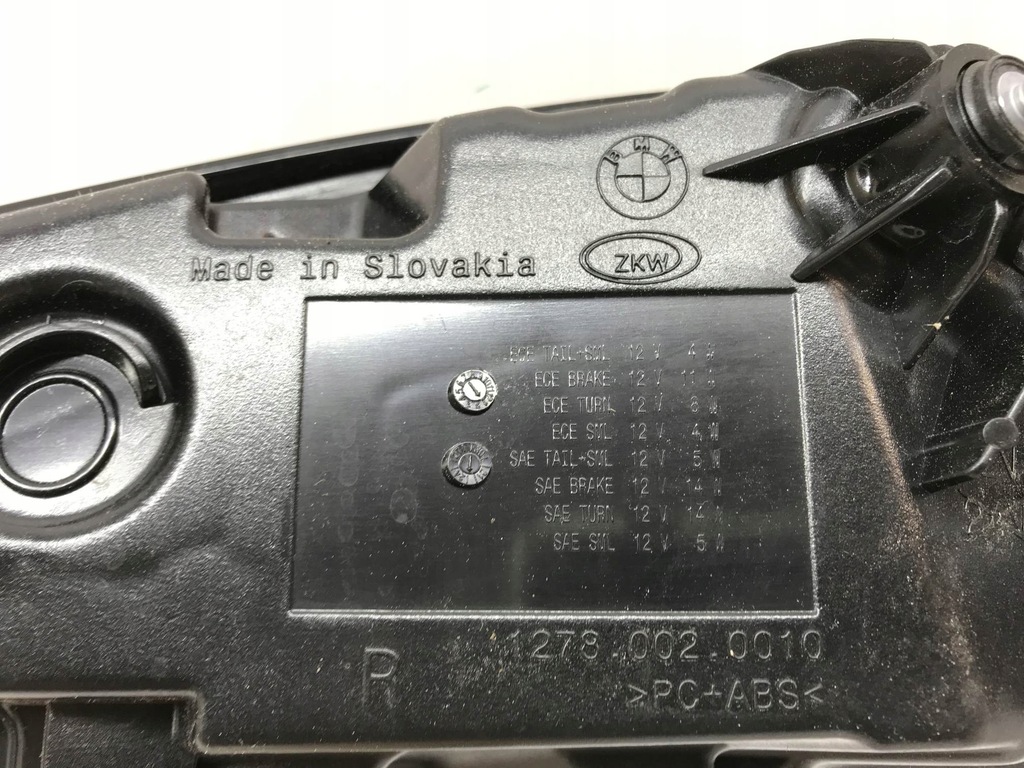 BMW
Made in Slovakia
ZKW
ECE TAIL+SML 12 V 4 W
ECE BRAKE 12 V 11 W
ECE TURN 12 V 8 W
ECE SML 12 V 4 W
SAE TAIL+SML 12 V 5 W
SAE BRAKE 12 V 14 W
SAE TURN 12 V 14 W
SAE SML 12 V 5 W
R
1278.002.0010
>PC+ABS<